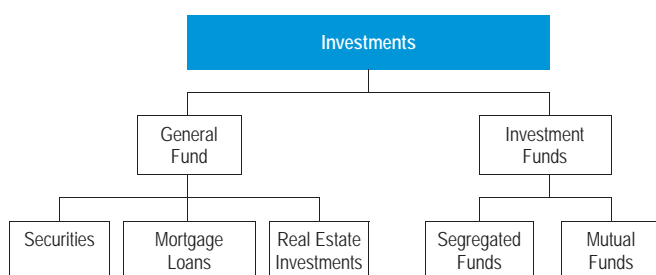 Investments
General
Fund
Investment
Funds
Securities
Mortgage
Loans
Real Estate
Investments
Segregated
Funds
Mutual
Funds